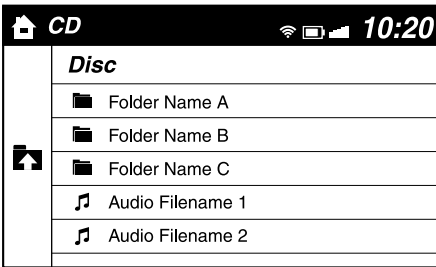 CD 10:20
Disc
Folder Name A
Folder Name B
Folder Name C
Audio Filename 1
Audio Filename 2